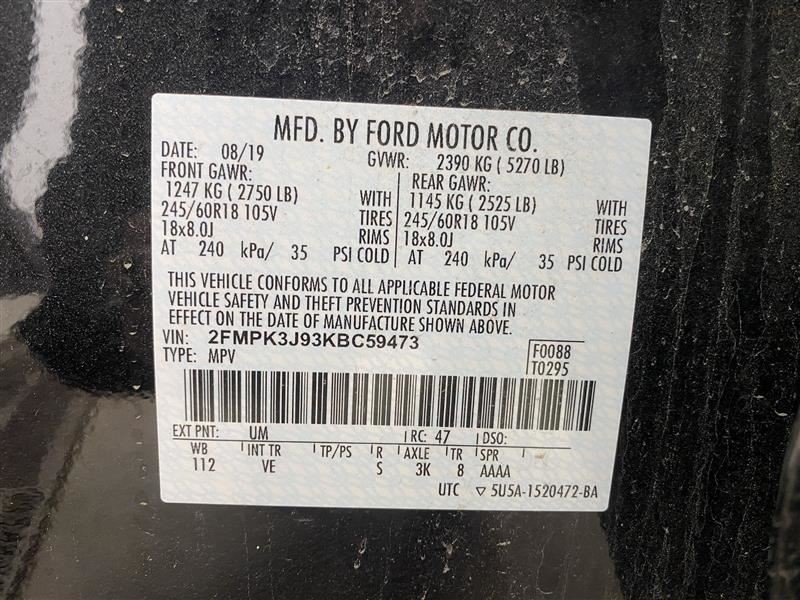 MFD. BY FORD MOTOR CO.
DATE: 08/19 GVWR: 2390 KG ( 5270 LB)
FRONT GAWR: REAR GAWR:
1247 KG ( 2750 LB) WITH 1145 KG ( 2525 LB) WITH
245/60R18 105V TIRES 245/60R18 105V TIRES
18x8.0J RIMS 18x8.0J RIMS
AT 240 kPa/ 35 PSI COLD AT 240 kPa/ 35 PSI COLD
THIS VEHICLE CONFORMS TO ALL APPLICABLE FEDERAL MOTOR
VEHICLE SAFETY AND THEFT PREVENTION STANDARDS IN
EFFECT ON THE DATE OF MANUFACTURE SHOWN ABOVE.
VIN: 2FMPK3J93KBC59473 F0088
TYPE: MPV T0295
EXT PNT: UM RC: 47 DSO:
WB INT TR TP/PS R AXLE TR SPR
112 VE S 3K 8 AAAA
UTC ▽ 5U5A-1520472-BA